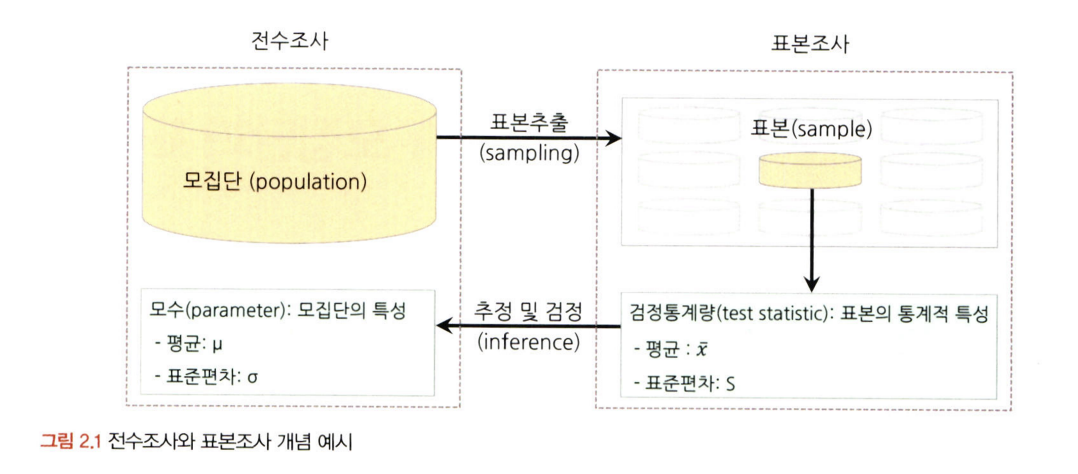 전수조사
표본조사
모집단 (population)
표본추출
(sampling)
표본(sample)
모수(parameter): 모집단의 특성
- 평균: μ
- 표준편차: σ
추정 및 검정
(inference)
검정통계량(test statistic): 표본의 통계적 특성
- 평균 : x̄
- 표준편차: S
그림 2.1 전수조사와 표본조사 개념 예시